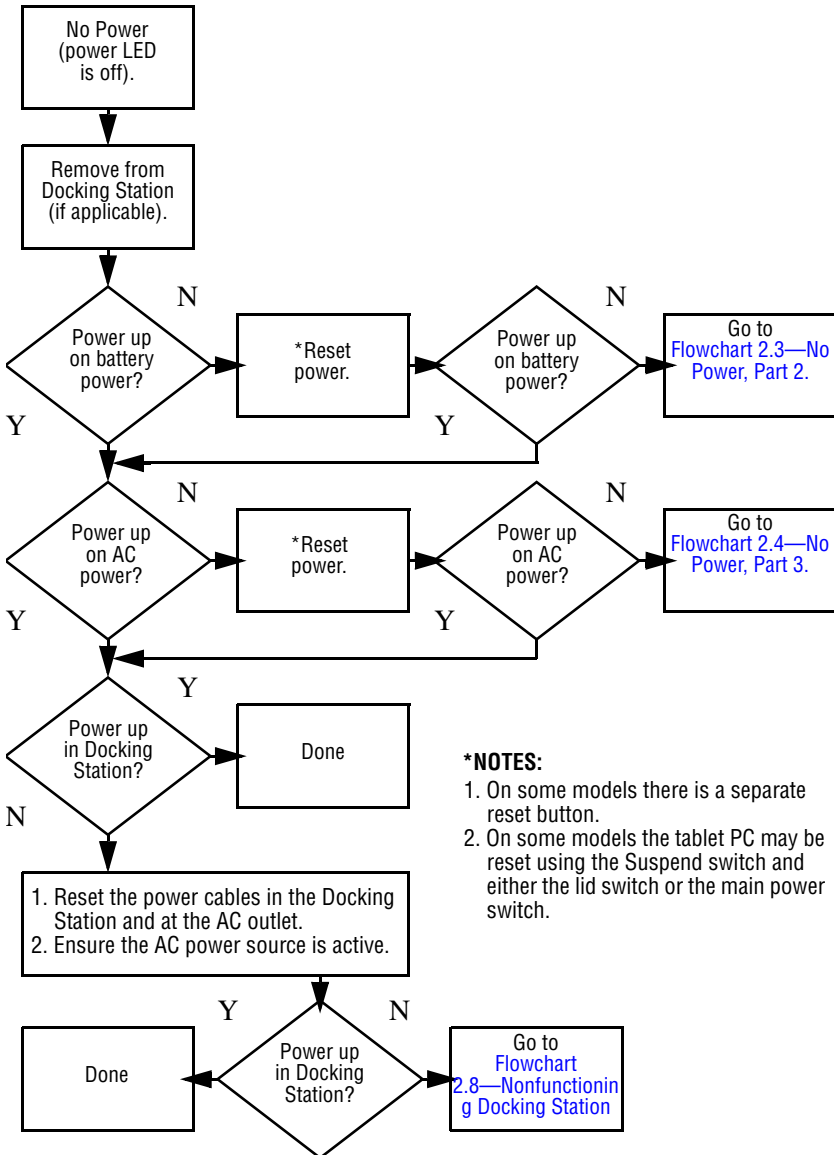 No Power
(power LED
is off).
Remove from
Docking Station
(if applicable).
N
N
Power up
on battery
power?
*Reset
power.
Power up
on battery
power?
Go to
Flowchart 2.3—No
Power, Part 2.
Y
Y
N
N
Power up
on AC
power?
*Reset
power.
Power up
on AC
power?
Go to
Flowchart 2.4—No
Power, Part 3.
Y
Y
Y
Power up
in Docking
Station?
Done
N
*NOTES:
1. On some models there is a separate
reset button.
2. On some models the tablet PC may be
reset using the Suspend switch and
either the lid switch or the main power
switch.
1. Reset the power cables in the Docking
Station and at the AC outlet.
2. Ensure the AC power source is active.
Y
N
Done
Power up
in Docking
Station?
Go to
Flowchart
2.8—Nonfunctionin
g Docking Station